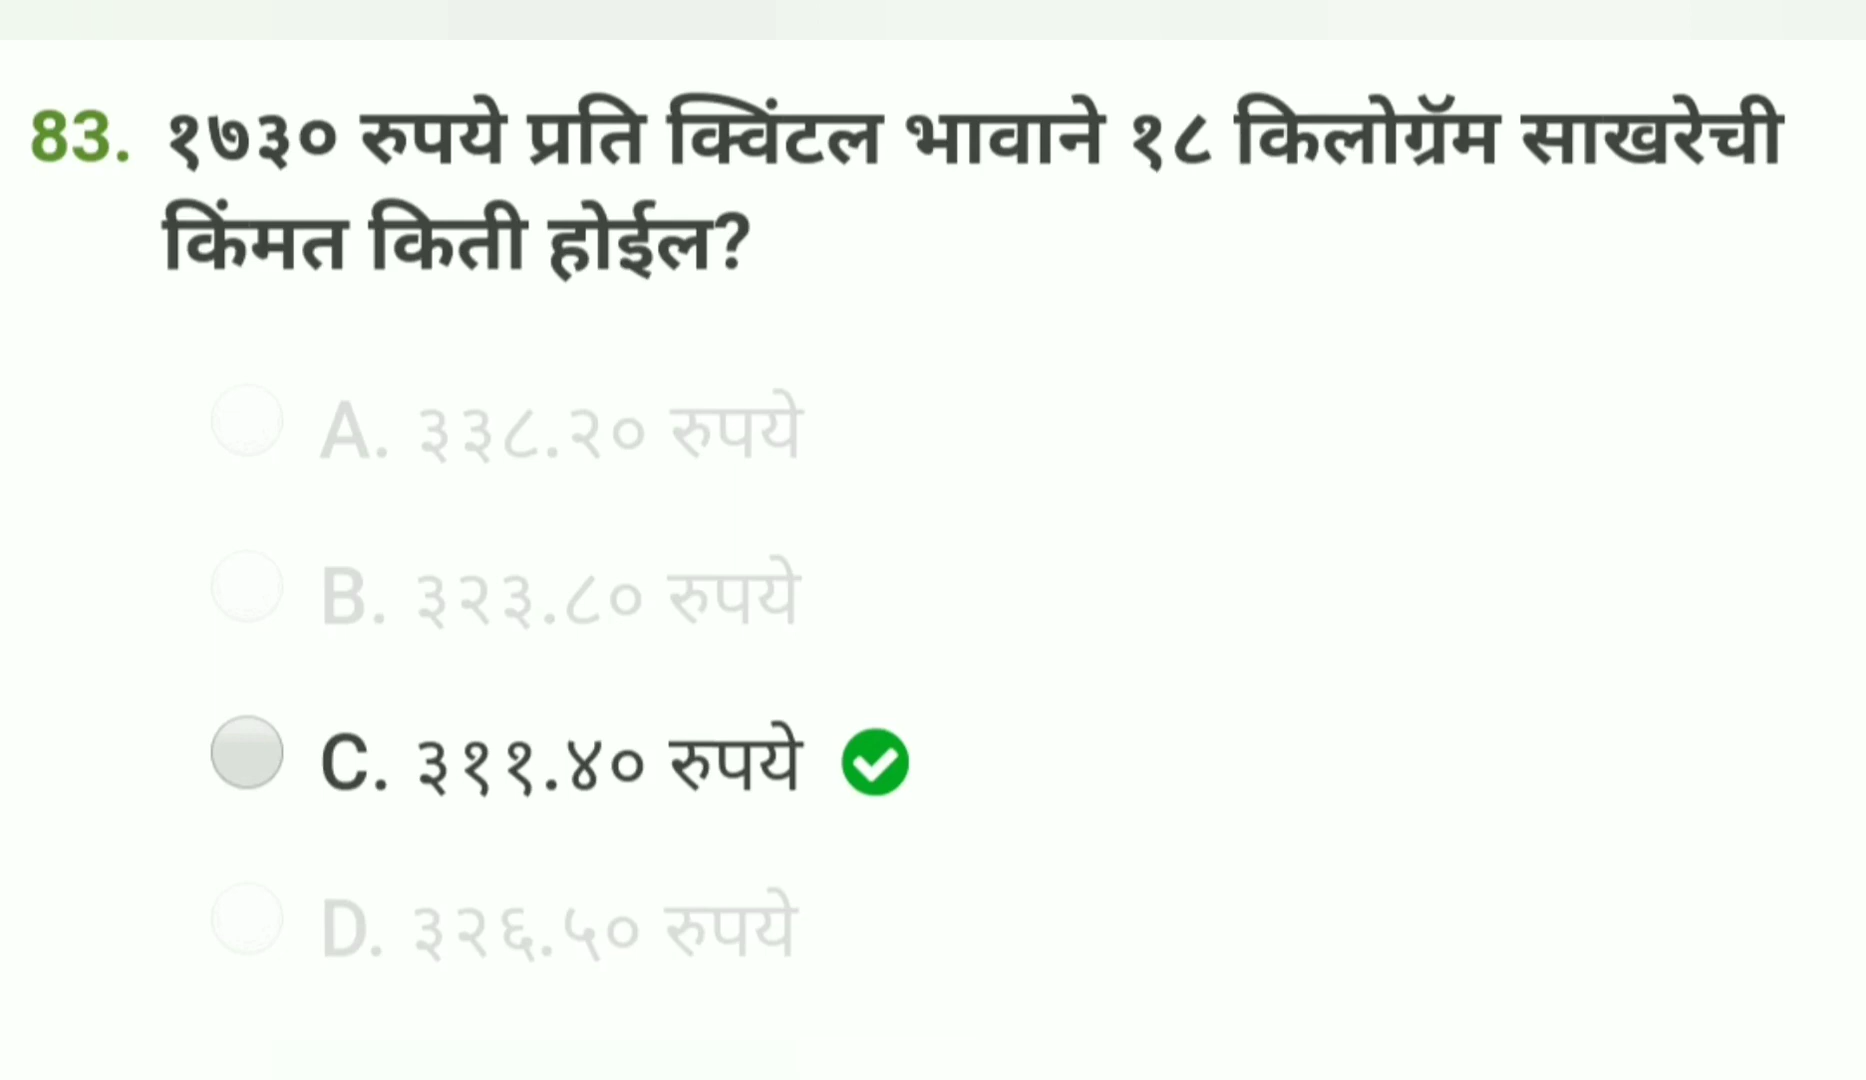 83. १७३० रुपये प्रति क्विंटल भावाने १८ किलोग्रॅम साखरेची
किंमत किती होईल?
A. ३३८.२० रुपये
B. ३२३.८० रुपये
C. ३११.४० रुपये
D. ३२६.५० रुपये